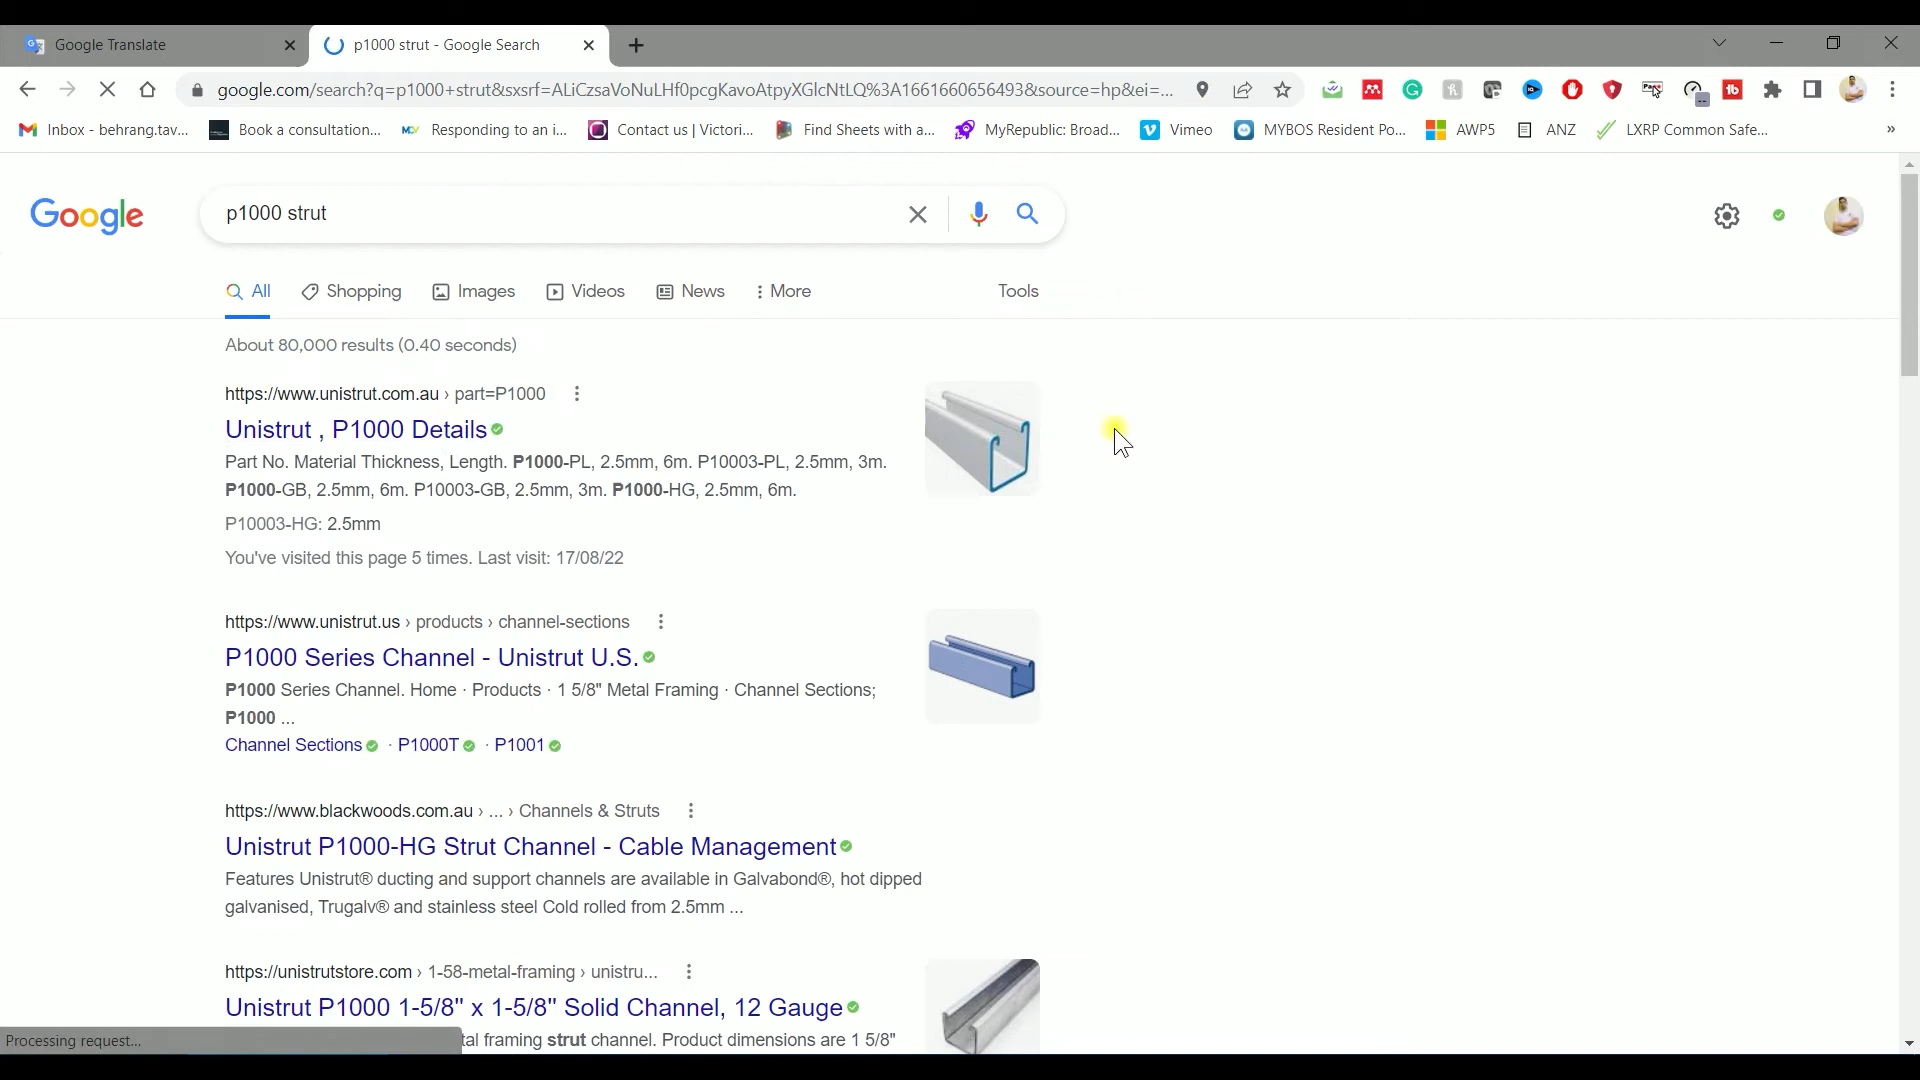 Google Translate
p1000 strut - Google Search
google.com/search?q=p1000+strut&sxsrf=ALiCzsaVoNuLHf0pcgKavoAtpyXGlcNtLQ%3A1661660656493&source=hp&ei=...
Inbox - behrang.tav...
Book a consultation...
Responding to an i...
Contact us | Victori...
Find Sheets with a...
MyRepublic: Broad...
Vimeo
MYBOS Resident Po...
AWP5
ANZ
LXRP Common Safe...
»
Google
p1000 strut
All
Shopping
Images
Videos
News
More
Tools
About 80,000 results (0.40 seconds)
https://www.unistrut.com.au › part=P1000
Unistrut , P1000 Details
Part No. Material Thickness, Length. P1000-PL, 2.5mm, 6m. P10003-PL, 2.5mm, 3m.
P1000-GB, 2.5mm, 6m. P10003-GB, 2.5mm, 3m. P1000-HG, 2.5mm, 6m.
P10003-HG: 2.5mm
You've visited this page 5 times. Last visit: 17/08/22
https://www.unistrut.us › products › channel-sections
P1000 Series Channel - Unistrut U.S.
P1000 Series Channel. Home · Products · 1 5/8" Metal Framing · Channel Sections;
P1000 ...
Channel Sections · P1000T · P1001
https://www.blackwoods.com.au › ... › Channels & Struts
Unistrut P1000-HG Strut Channel - Cable Management
Features Unistrut® ducting and support channels are available in Galvabond®, hot dipped
galvanised, Trugalv® and stainless steel Cold rolled from 2.5mm ...
https://unistrutstore.com › 1-58-metal-framing › unistru...
Unistrut P1000 1-5/8" x 1-5/8" Solid Channel, 12 Gauge
Processing request...
tal framing strut channel. Product dimensions are 1 5/8"